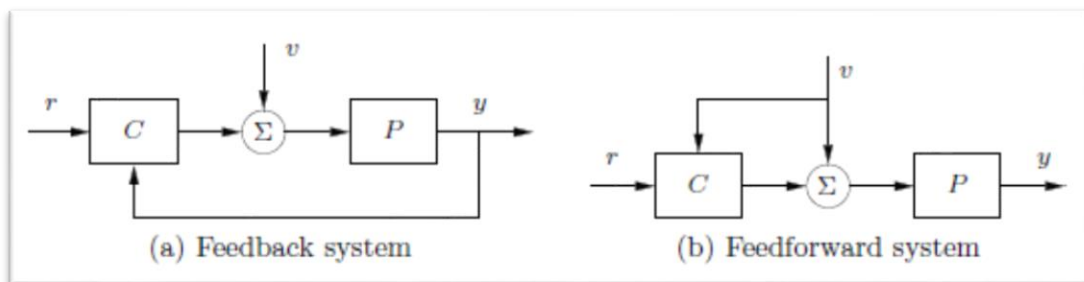 v
r
C
Σ
P
y
(a) Feedback system
v
r
C
Σ
P
y
(b) Feedforward system